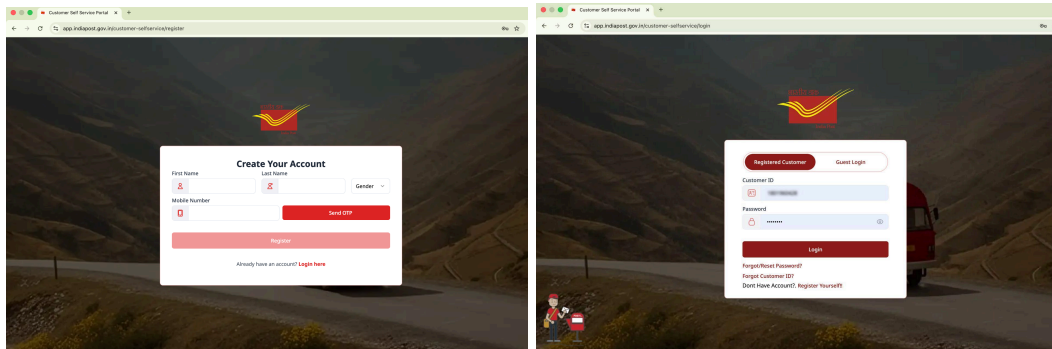 Customer Self Service Portal
app.indiapost.gov.in/customer-selfservice/register
Create Your Account
First Name
Last Name
Gender
Mobile Number
Send OTP
Register
Already have an account? Login here
Customer Self Service Portal
app.indiapost.gov.in/customer-selfservice/login
Registered Customer
Guest Login
Customer ID
Password
Login
Forgot/Reset Password?
Forgot Customer ID?
Dont Have Account?. Register Yourself!!